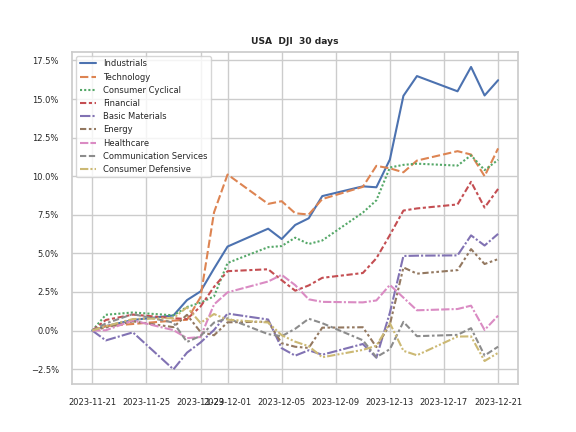 USA DJI 30 days
17.5%
15.0%
12.5%
10.0%
7.5%
5.0%
2.5%
0.0%
−2.5%
Industrials
Technology
Consumer Cyclical
Financial
Basic Materials
Energy
Healthcare
Communication Services
Consumer Defensive
2023-11-21 2023-11-25 2023-11-29 2023-12-01 2023-12-05 2023-12-09 2023-12-13 2023-12-17 2023-12-21